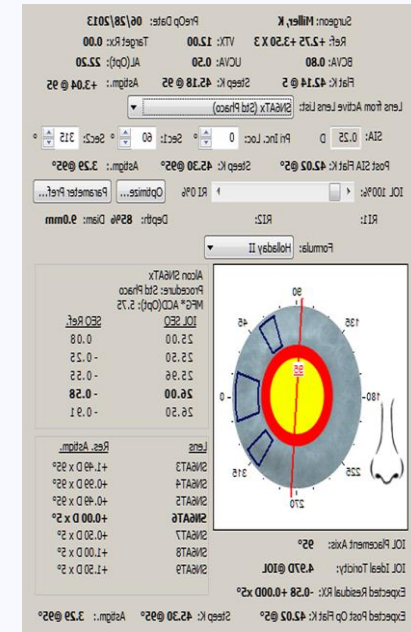 Surgeon: Miller, K PreOp Date: 06/28/2013
Ref: +2.75 +3.50 X 3 VTX: 12.00 Target Rx: 0.00
BCVA: 0.80 UCVA: 0.50 AL(Opt): 22.20
Flat K: 42.14 @ 5 Steep K: 45.18 @ 95 Astigm.: +3.04 @ 95
Lens from Active Lens List: SN6ATx (Std Phaco)
SIA: 0.25 D Pri Inc. Loc: 0 ° Sec1: 60 ° Sec2: 315 °
Post SIA Flat K: 42.02 @5° Steep K: 45.30 @95° Astigm.: 3.29 @95°
IOL 100%: RI 0% Optimize... Parameter Pref...
RI1: RI2: Depth: 85% Diam: 9.0mm
Formula: Holladay II
90
135
45
95
180-
- 0
225
315
270
Alcon SN6ATx
Procedure: Std Phaco
MFG* ACD(Opt): 5.75
IOL SEQ SEQ Ref.
25.00 0.08
25.50 -0.25
25.96 -0.55
26.00 -0.58
26.50 -0.91
Lens Res. Astigm.
SN6AT3 +1.49 D x 95°
SN6AT4 +0.99 D x 95°
SN6AT5 +0.49 D x 95°
SN6AT6 +0.00 D x 5°
SN6AT7 +0.50 D x 5°
SN6AT8 +1.00 D x 5°
SN6AT9 +1.50 D x 5°
IOL Placement Axis: 95°
IOL Ideal Toricity: 4.97D @IOL
Expected Residual RX: -0.58 +0.00D x5°
Expected Post Op Flat K: 42.02 @5° Steep K: 45.30 @95° Astigm.: 3.29 @95°